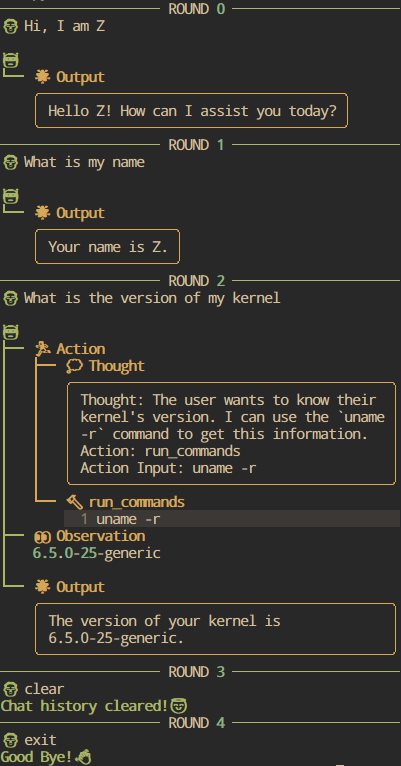 ROUND 0
Hi, I am Z
Output
Hello Z! How can I assist you today?
ROUND 1
What is my name
Output
Your name is Z.
ROUND 2
What is the version of my kernel
Action
Thought
Thought: The user wants to know their
kernel's version. I can use the `uname
-r` command to get this information.
Action: run_commands
Action Input: uname -r
run_commands
1 uname -r
Observation
6.5.0-25-generic
Output
The version of your kernel is
6.5.0-25-generic.
ROUND 3
clear
Chat history cleared!
ROUND 4
exit
Good Bye!